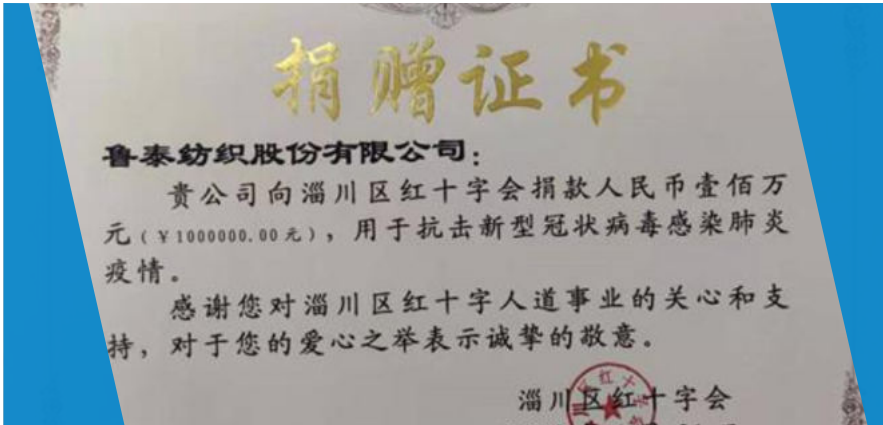 捐赠证书
鲁泰纺织股份有限公司：
贵公司向淄川区红十字会捐款人民币壹佰万
元（￥1000000.00元），用于抗击新型冠状病毒感染肺炎
疫情。
感谢您对淄川区红十字人道事业的关心和支
持，对于您的爱心之举表示诚挚的敬意。
淄川区红十字会